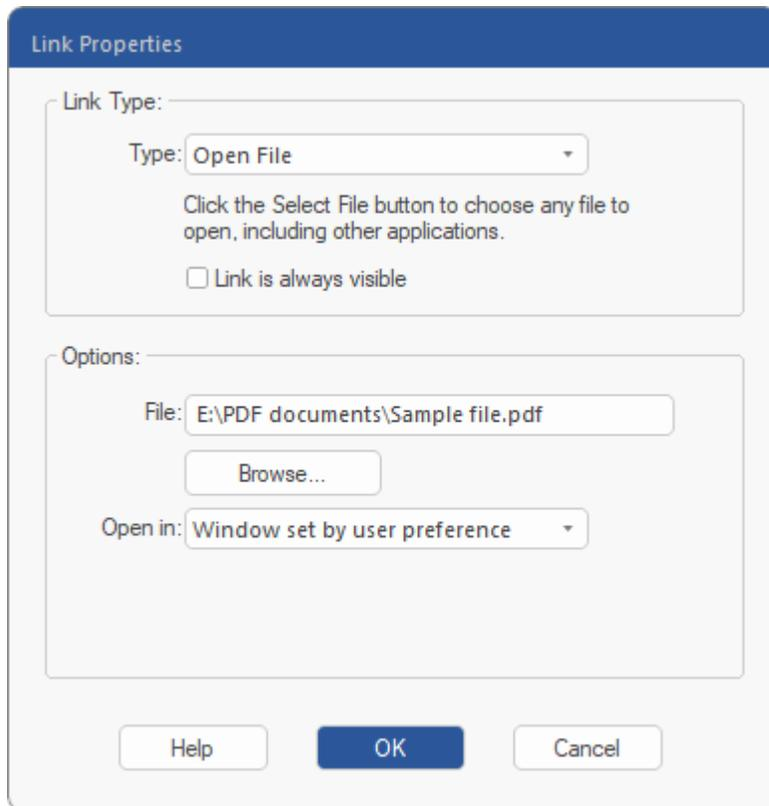 Link Properties
Link Type:
Type: Open File
Click the Select File button to choose any file to
open, including other applications.
Link is always visible
Options:
File: E:\PDF documents\Sample file.pdf
Browse...
Open in: Window set by user preference
Help OK Cancel